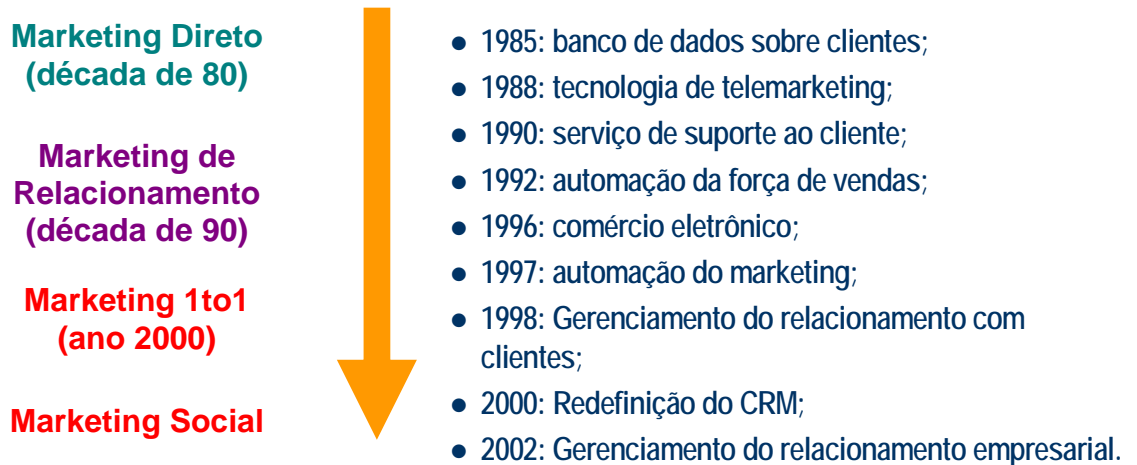 Marketing Direto
(década de 80)
Marketing de
Relacionamento
(década de 90)
Marketing 1to1
(ano 2000)
Marketing Social
● 1985: banco de dados sobre clientes;
● 1988: tecnologia de telemarketing;
● 1990: serviço de suporte ao cliente;
● 1992: automação da força de vendas;
● 1996: comércio eletrônico;
● 1997: automação do marketing;
● 1998: Gerenciamento do relacionamento com
clientes;
● 2000: Redefinição do CRM;
● 2002: Gerenciamento do relacionamento empresarial.